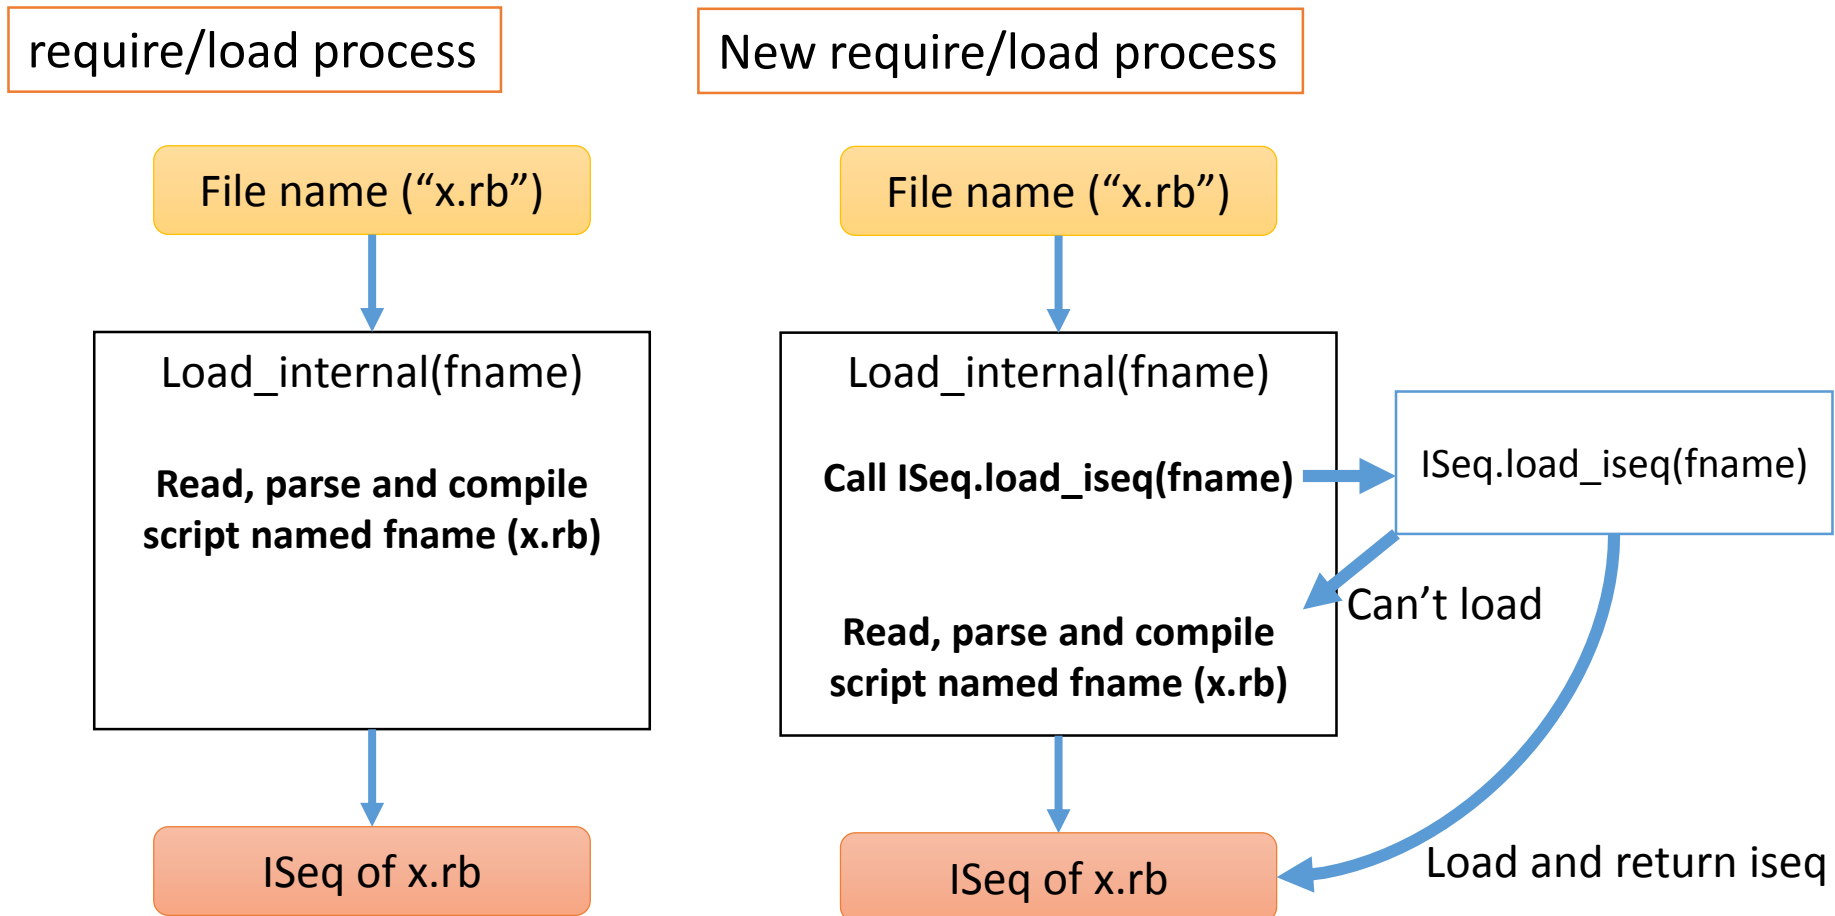 require/load process
File name (“x.rb”)
Load_internal(fname)
Read, parse and compile
script named fname (x.rb)
ISeq of x.rb
New require/load process
File name (“x.rb”)
Load_internal(fname)
Call ISeq.load_iseq(fname)
ISeq.load_iseq(fname)
Can’t load
Read, parse and compile
script named fname (x.rb)
Load and return iseq
ISeq of x.rb